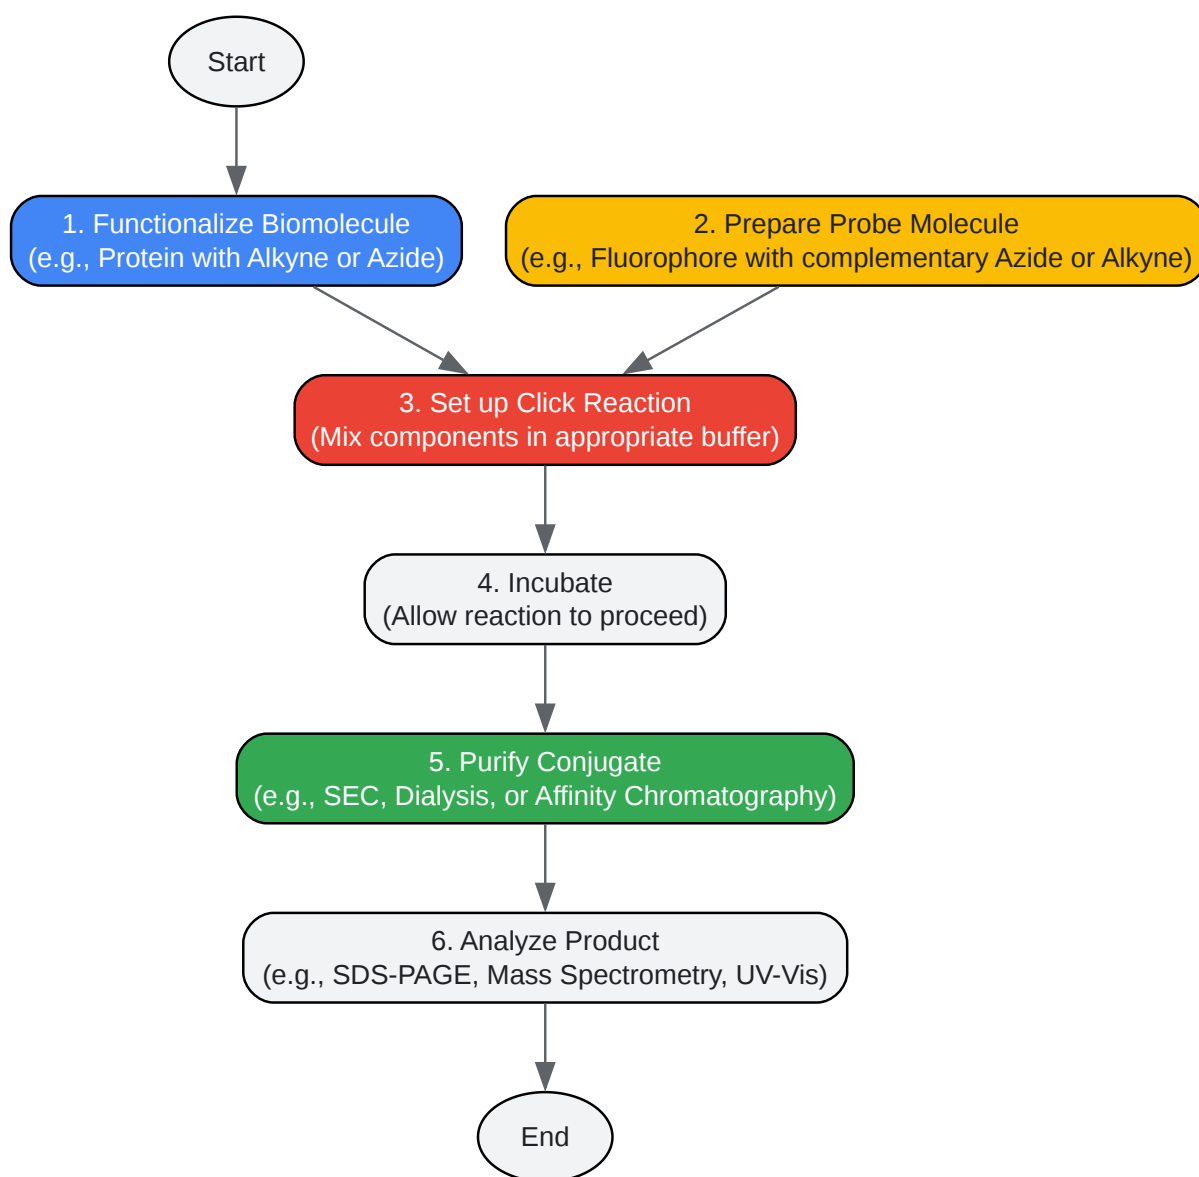 Start
1. Functionalize Biomolecule
(e.g., Protein with Alkyne or Azide)
2. Prepare Probe Molecule
(e.g., Fluorophore with complementary Azide or Alkyne)
3. Set up Click Reaction
(Mix components in appropriate buffer)
4. Incubate
(Allow reaction to proceed)
5. Purify Conjugate
(e.g., SEC, Dialysis, or Affinity Chromatography)
6. Analyze Product
(e.g., SDS-PAGE, Mass Spectrometry, UV-Vis)
End